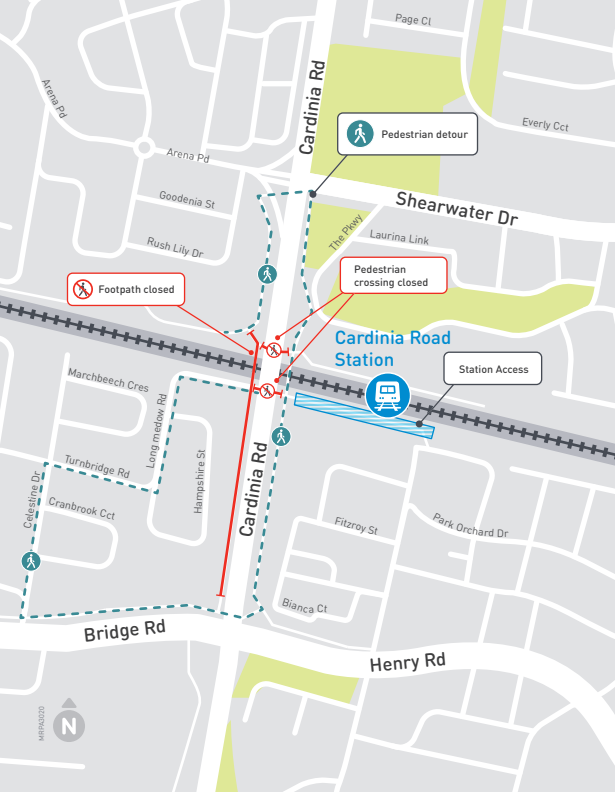 Page Cl
Cardinia Rd
Arena Pd
Everly Cct
Pedestrian detour
Arena Pd
Goodenia St
Shearwater Dr
The Pkwy
Laurina Link
Rush Lily Dr
Pedestrian
crossing closed
Footpath closed
Cardinia Road
Station
Station Access
Marchbeech Cres
Long medow Rd
Turnbridge Rd
Hampshire St
Cardinia Rd
Celestine Dr
Cranbrook Cct
Fitzroy St
Park Orchard Dr
Bianca Ct
Bridge Rd
Henry Rd
MRPA3020
N